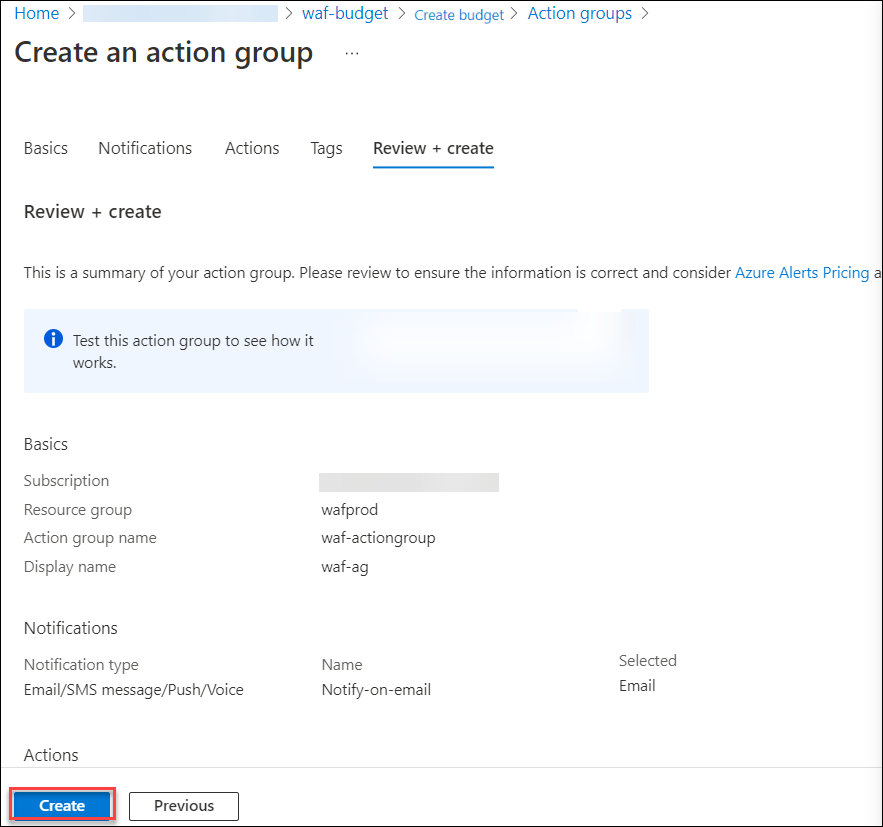 Home > > waf-budget > Create budget > Action groups >
Create an action group ...
Basics Notifications Actions Tags Review + create
Review + create
This is a summary of your action group. Please review to ensure the information is correct and consider Azure Alerts Pricing a
Test this action group to see how it
works.
Basics
Subscription
Resource group wafprod
Action group name waf-actiongroup
Display name waf-ag
Notifications
Notification type Name Selected
Email/SMS message/Push/Voice Notify-on-email Email
Actions
Create Previous